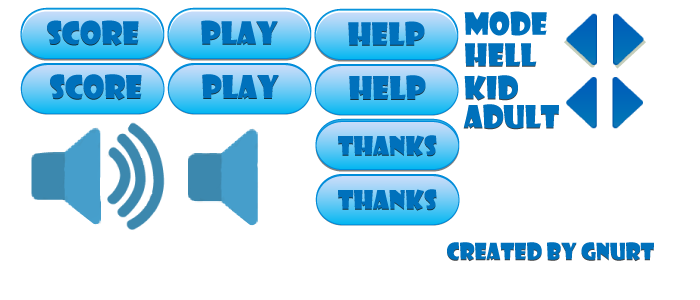 SCORE PLAY HELP MODE
HELL
SCORE PLAY HELP KID
ADULT
THANKS
THANKS
CREATED BY GNURT